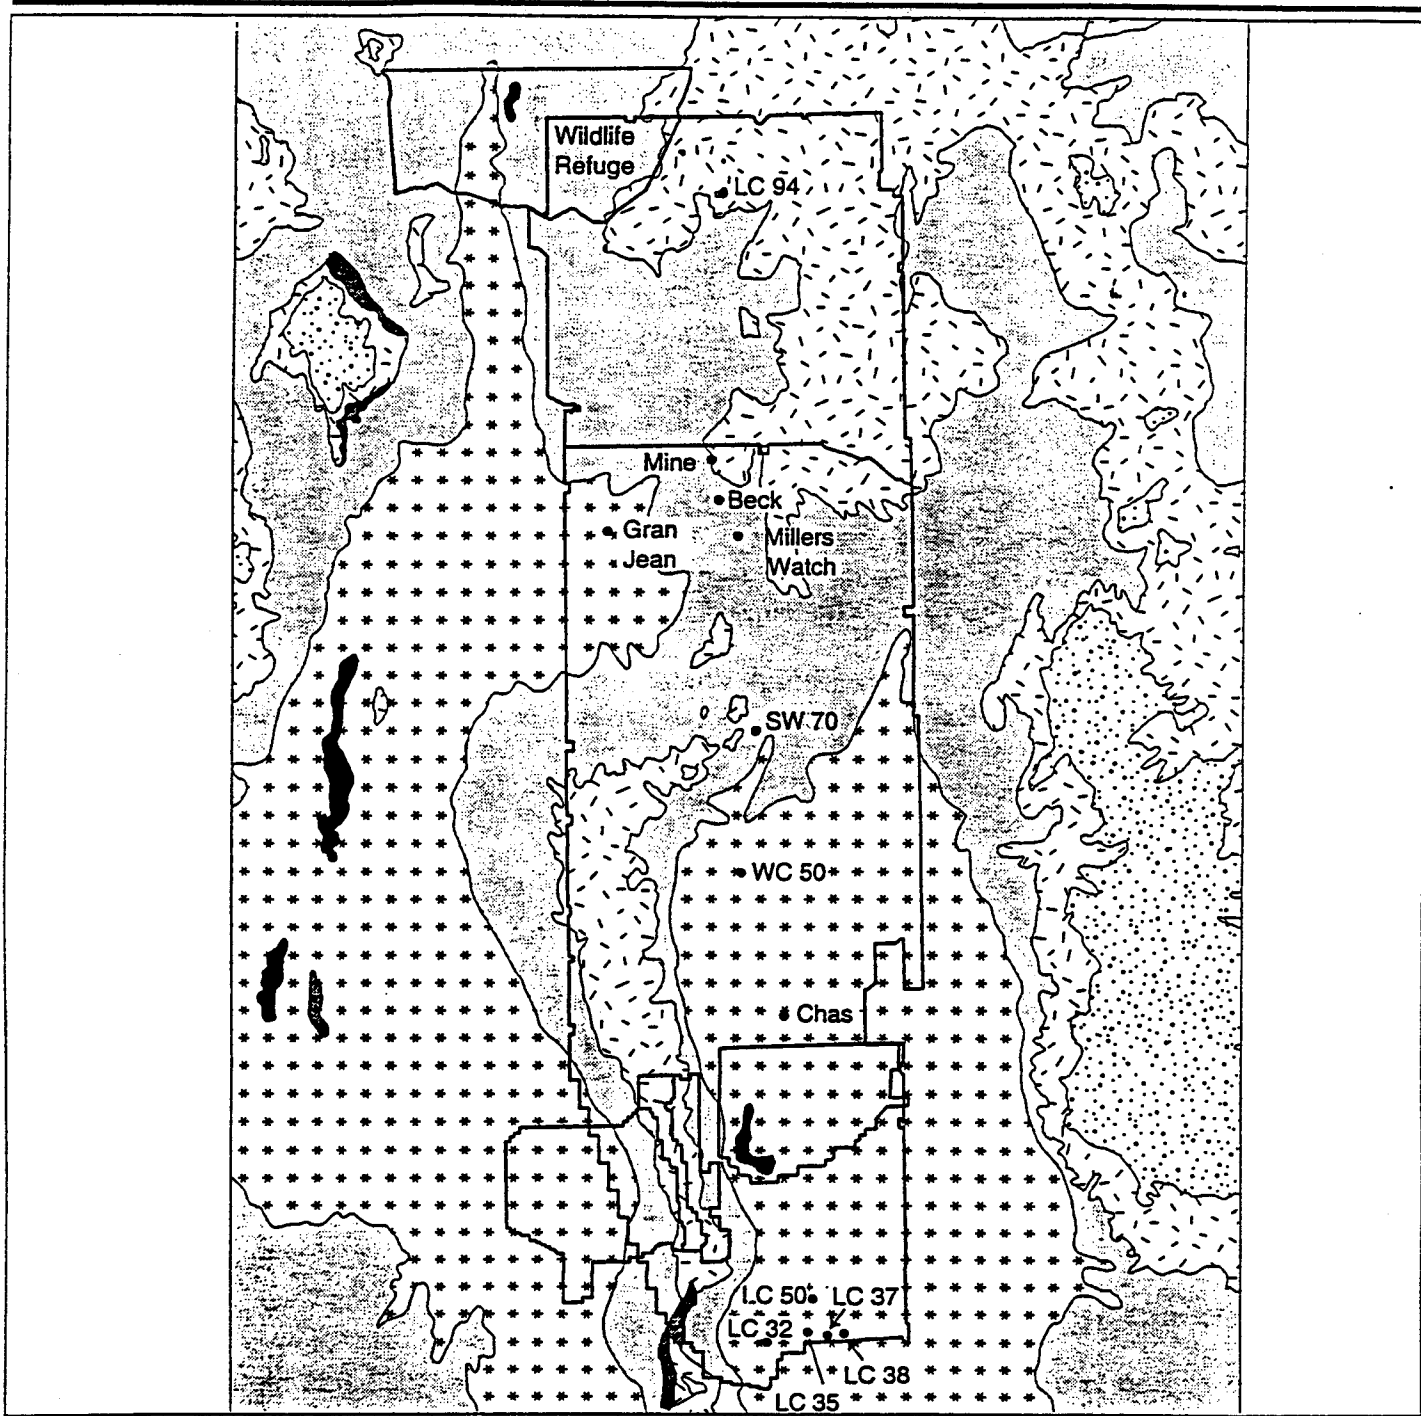 Wildlife
Refuge
LC 94
Mine
Beck
Gran
Jean
Millers
Watch
SW 70
WC 50
Chas
LC 50
LC 37
LC 32
LC 38
LC 35